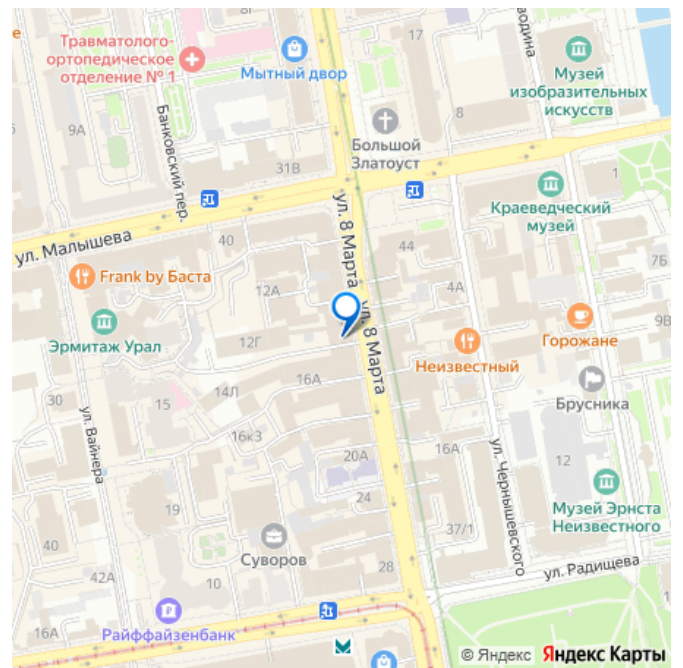 е
Травматолого-
ортопедическое
отделение № 1
Мытный двор
17
Музей
изобразительных
искусств
9А
Банковский пер.
Большой
Златоуст
8
31В
1
Краеведческий
музей
ул. Малышева
40
ул. 8 Марта
44
Frank by Баста
12А
4А
7Б
Эрмитаж Урал
12Г
ул. 8 Марта
Неизвестный
Горожане
9В
30
ул. Вайнера
15
14Л
16А
Брусника
16к3
20А
16А
ул. Чернышевского
12
19
24
Музей Эрнста
Неизвестного
40
Суворов
37/1
42А
10
28
ул. Радищева
16А
Райффайзенбанк
© Яндекс Яндекс Карты